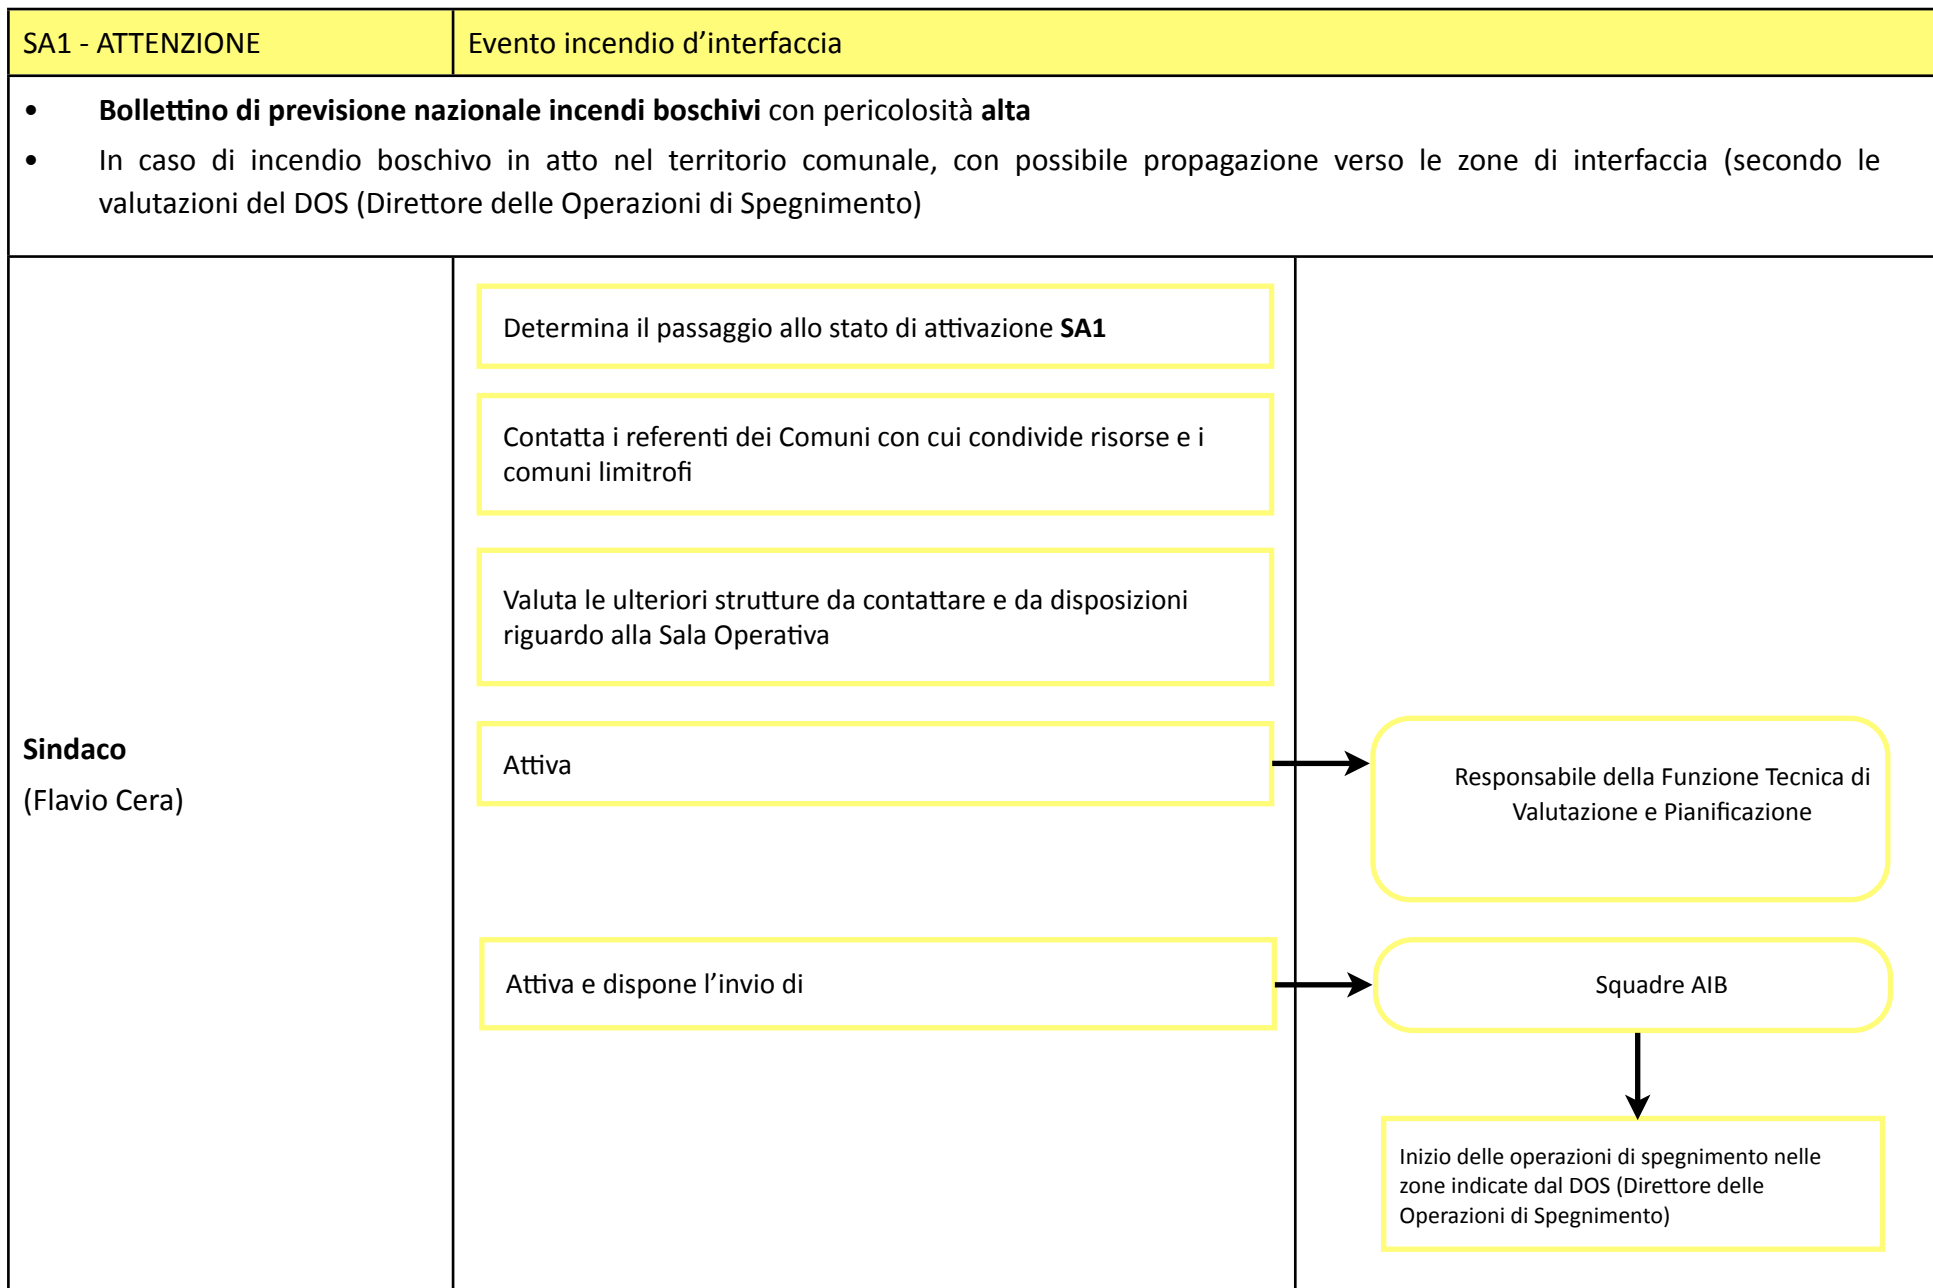 SA1 - ATTENZIONE
Evento incendio d’interfaccia
• Bollettino di previsione nazionale incendi boschivi con pericolosità alta
• In caso di incendio boschivo in atto nel territorio comunale, con possibile propagazione verso le zone di interfaccia (secondo le
valutazioni del DOS (Direttore delle Operazioni di Spegnimento)
Sindaco
(Flavio Cera)
Determina il passaggio allo stato di attivazione SA1
Contatta i referenti dei Comuni con cui condivide risorse e i
comuni limitrofi
Valuta le ulteriori strutture da contattare e da disposizioni
riguardo alla Sala Operativa
Attiva
Responsabile della Funzione Tecnica di
Valutazione e Pianificazione
Attiva e dispone l’invio di
Squadre AIB
Inizio delle operazioni di spegnimento nelle
zone indicate dal DOS (Direttore delle
Operazioni di Spegnimento)